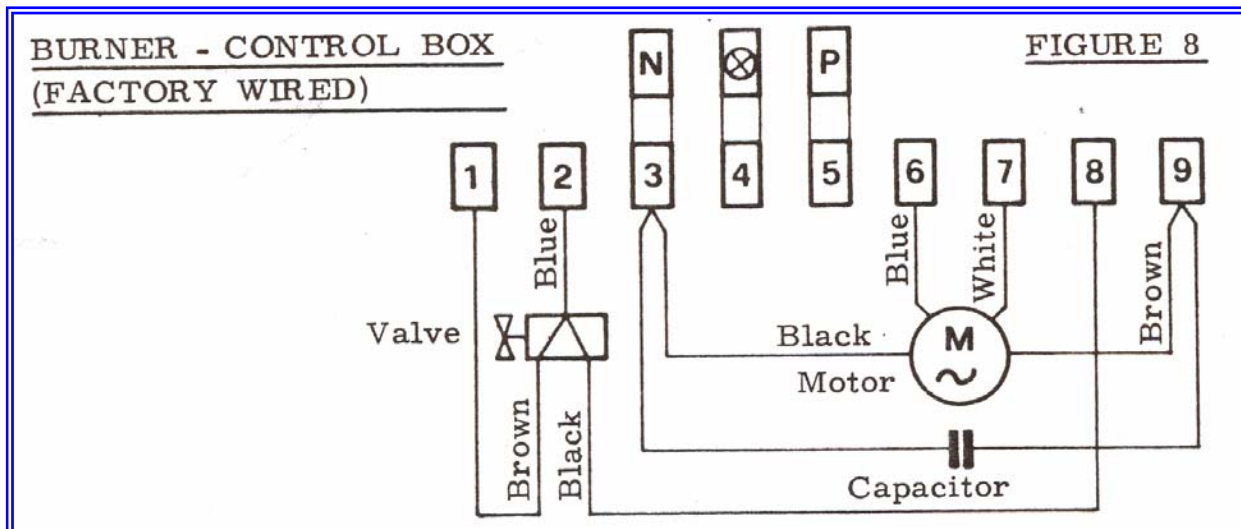 BURNER - CONTROL BOX
(FACTORY WIRED)
FIGURE 8
N
P
1 2 3 4 5 6 7 8 9
Blue
Blue
White
Brown
Valve
Black
M
Motor
Brown
Black
Capacitor